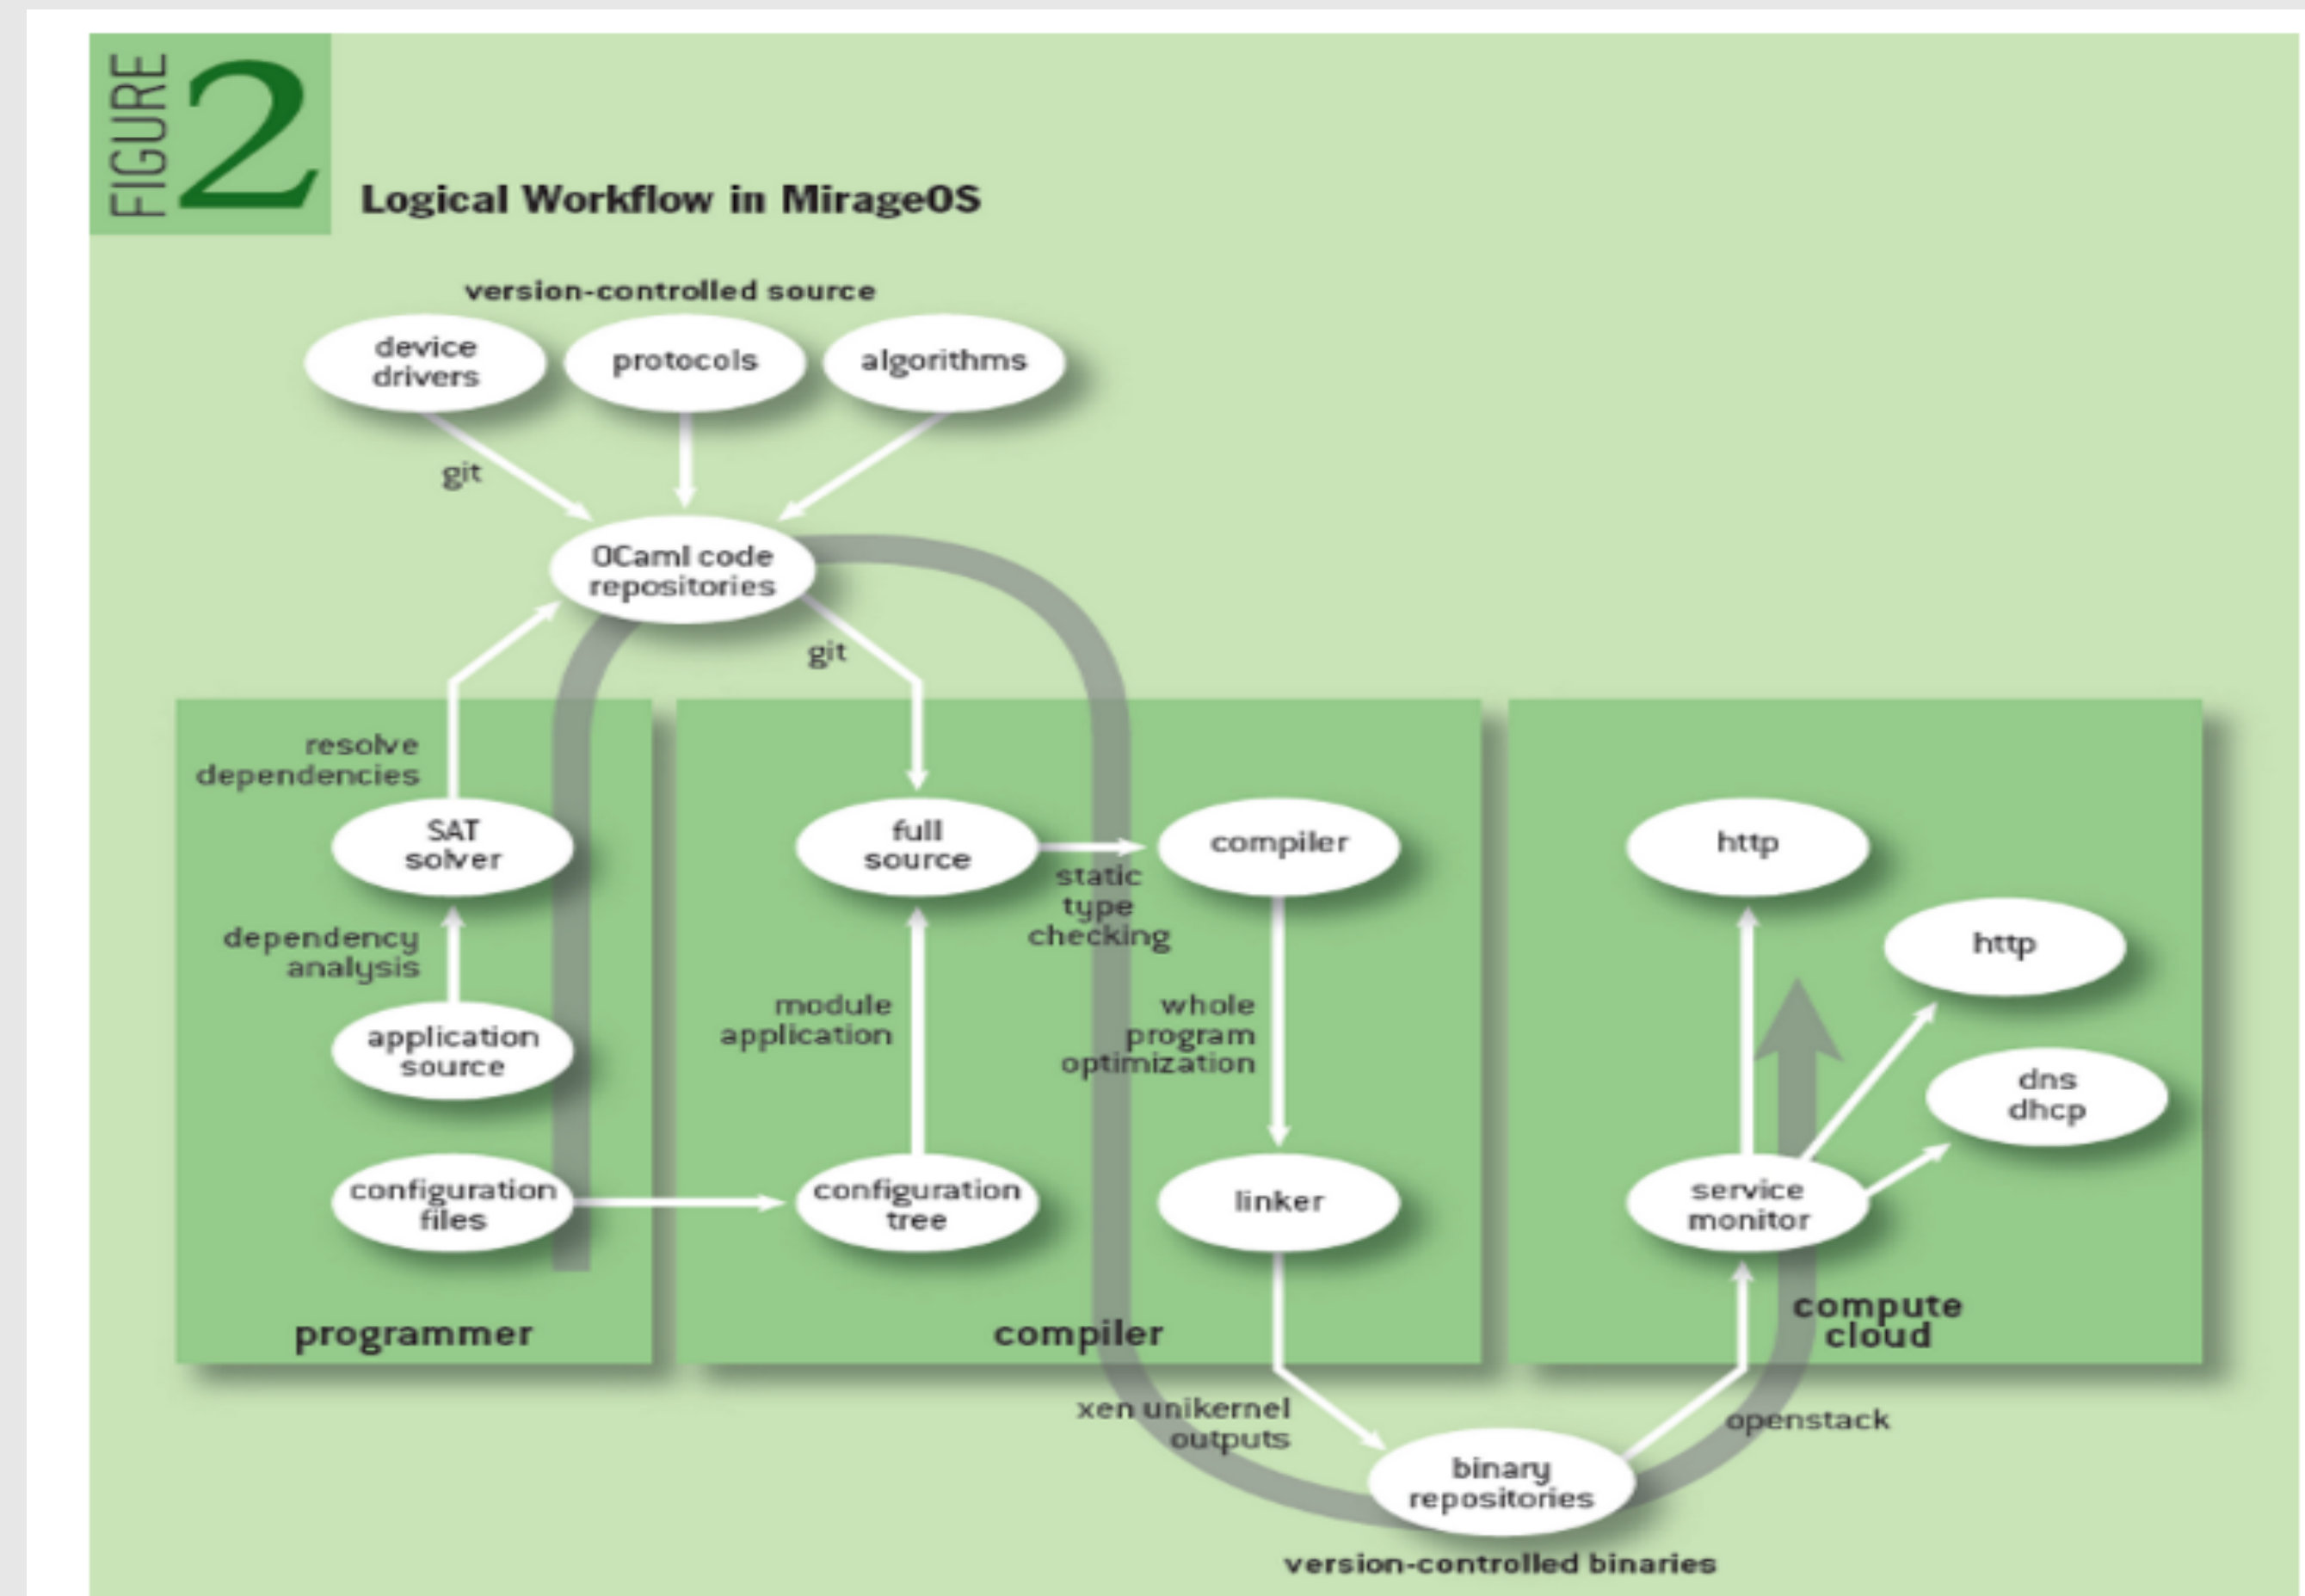 FIGURE 2
Logical Workflow in MirageOS
version-controlled source
device
drivers
protocols
algorithms
git
OCaml code
repositories
git
resolve
dependencies
SAT
solver
full
source
compiler
http
static
type
checking
dependency
analysis
http
module
application
whole
program
optimization
application
source
dns
dhcp
configuration
files
configuration
tree
linker
service
monitor
programmer
compiler
compute
cloud
xen unikernel
outputs
openstack
binary
repositories
version-controlled binaries